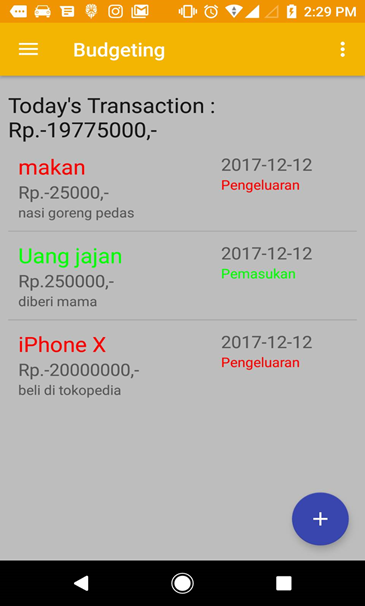 2:29 PM
Budgeting
Today's Transaction :
Rp.-19775000,-
makan
2017-12-12
Rp.-25000,-
Pengeluaran
nasi goreng pedas
Uang jajan
2017-12-12
Rp.250000,-
Pemasukan
diberi mama
iPhone X
2017-12-12
Rp.-20000000,-
Pengeluaran
beli di tokopedia